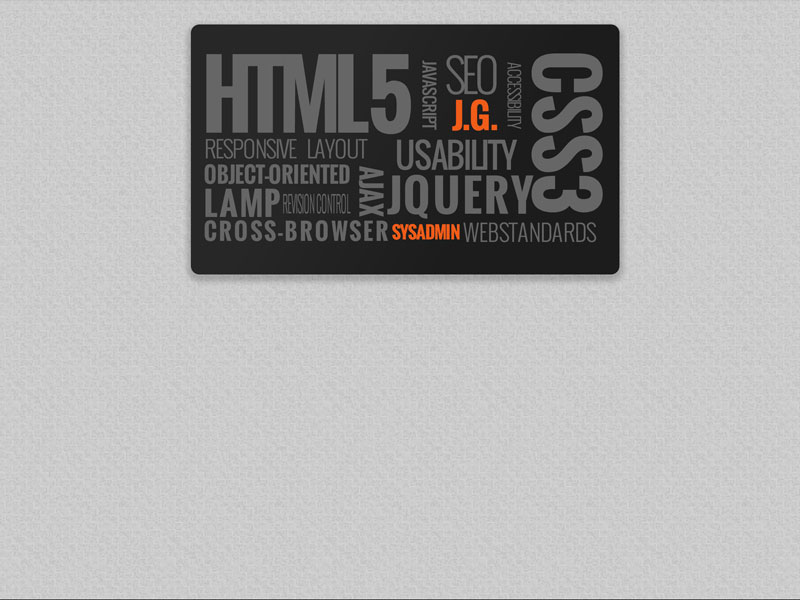 HTML5
JAVASCRIPT
SEO
J.G.
ACCESSIBILITY
CSS3
RESPONSIVE LAYOUT
USABILITY
OBJECT-ORIENTED
AJAX
JQUERY
LAMP
REVISION CONTROL
CROSS-BROWSER
SYSADMIN
WEBSTANDARDS